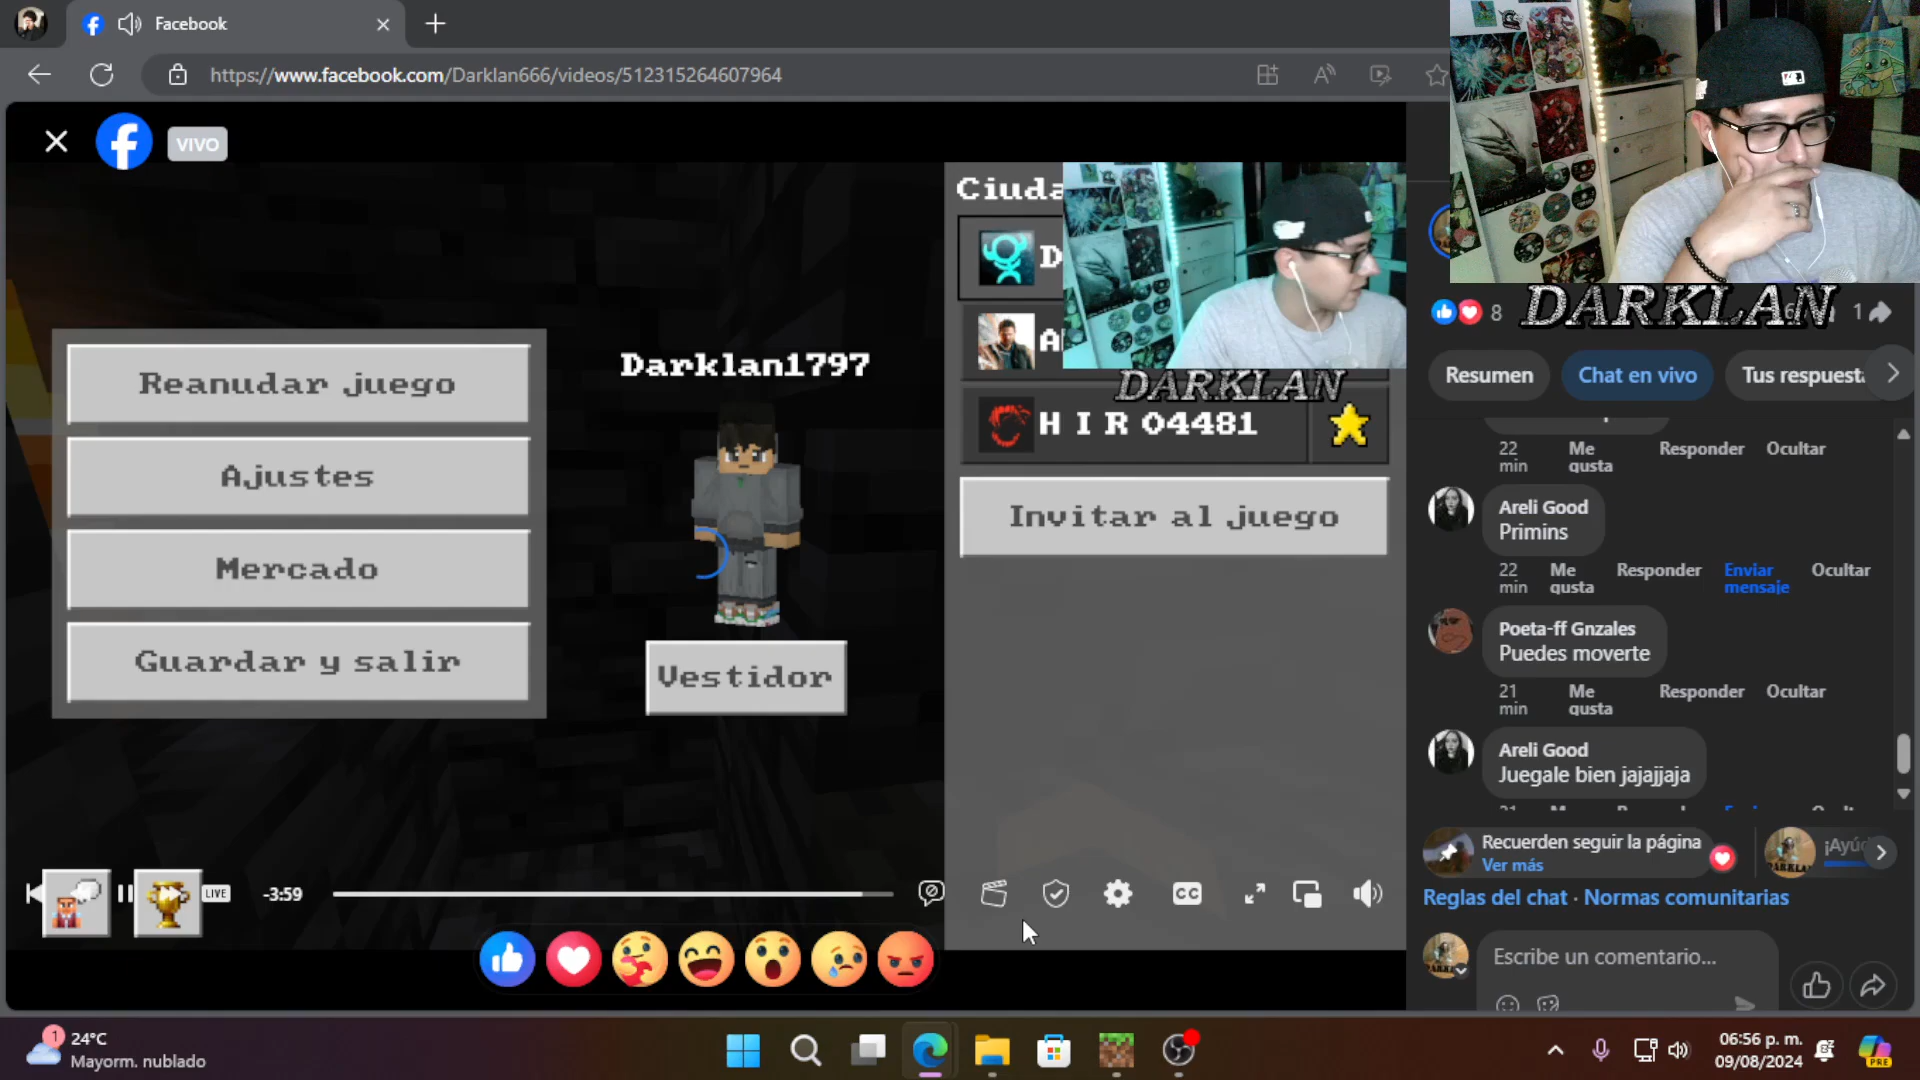 Facebook
https://www.facebook.com/Darklan666/videos/512315264607964
VIVO
Ciuda
D
A
H I R 04481
Invitar al juego
DARKLAN
Reanudar juego
Ajustes
Mercado
Guardar y salir
Darklan1797
Vestidor
LIVE
-3:59
CC
DARKLAN
8
1
Resumen
Chat en vivo
Tus respuest
22 min Me gusta Responder Ocultar
Areli Good
Primins
22 min Me gusta Responder Enviar mensaje Ocultar
Poeta-ff Gnzales
Puedes moverte
21 min Me gusta Responder Ocultar
Areli Good
Juegale bien jajajjaja
Recuerden seguir la página
Ver más
Reglas del chat · Normas comunitarias
Escribe un comentario...
1
24°C
Mayorm. nublado
06:56 p. m.
09/08/2024
PRE